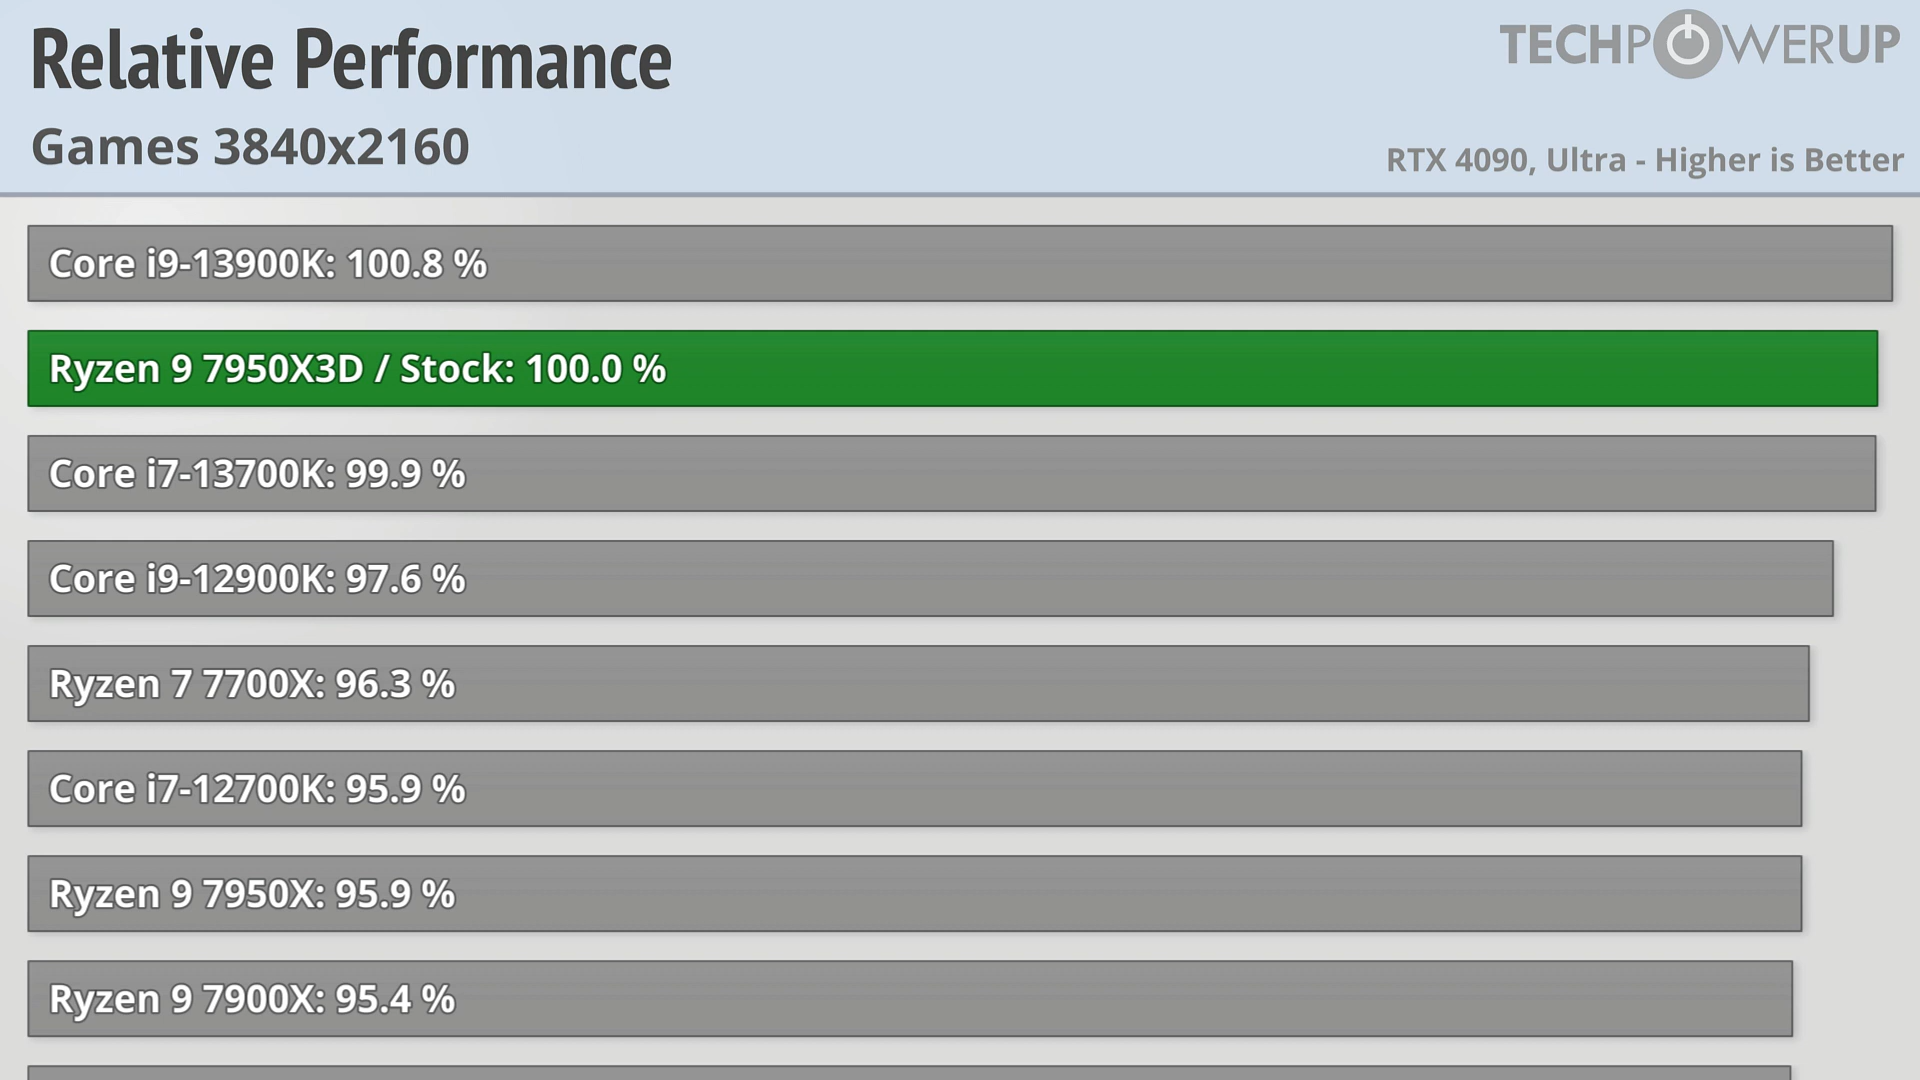 Relative Performance
TECHPOWERUP
Games 3840x2160
RTX 4090, Ultra - Higher is Better
Core i9-13900K: 100.8 %
Ryzen 9 7950X3D / Stock: 100.0 %
Core i7-13700K: 99.9 %
Core i9-12900K: 97.6 %
Ryzen 7 7700X: 96.3 %
Core i7-12700K: 95.9 %
Ryzen 9 7950X: 95.9 %
Ryzen 9 7900X: 95.4 %